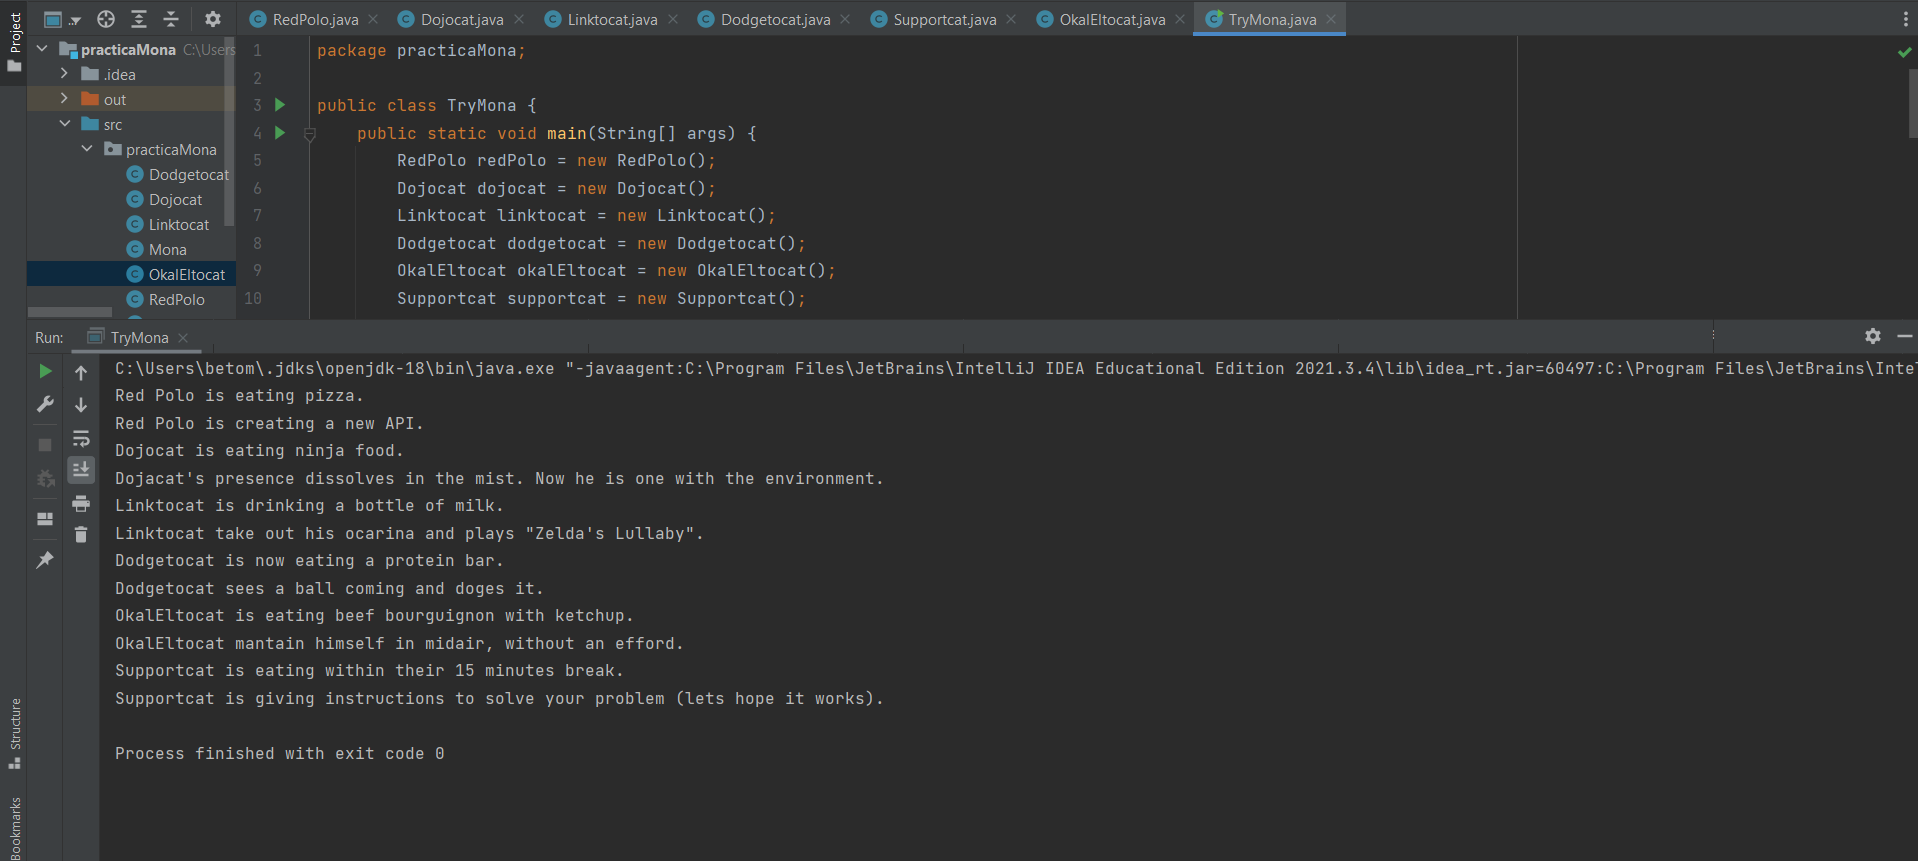 Project
RedPolo.java
Dojocat.java
Linktocat.java
Dodgetocat.java
Supportcat.java
OkalEltocat.java
TryMona.java
practicaMona C:\Users
.idea
out
src
practicaMona
Dodgetocat
Dojocat
Linktocat
Mona
OkalEltocat
RedPolo
1 package practicaMona;
2
3 public class TryMona {
4 public static void main(String[] args) {
5 RedPolo redPolo = new RedPolo();
6 Dojocat dojocat = new Dojocat();
7 Linktocat linktocat = new Linktocat();
8 Dodgetocat dodgetocat = new Dodgetocat();
9 OkalEltocat okalEltocat = new OkalEltocat();
10 Supportcat supportcat = new Supportcat();
Run: TryMona
C:\Users\betom\.jdks\openjdk-18\bin\java.exe "-javaagent:C:\Program Files\JetBrains\IntelliJ IDEA Educational Edition 2021.3.4\lib\idea_rt.jar=60497:C:\Program Files\JetBrains\Inte
Red Polo is eating pizza.
Red Polo is creating a new API.
Dojocat is eating ninja food.
Dojacat's presence dissolves in the mist. Now he is one with the environment.
Linktocat is drinking a bottle of milk.
Linktocat take out his ocarina and plays "Zelda's Lullaby".
Dodgetocat is now eating a protein bar.
Dodgetocat sees a ball coming and doges it.
OkalEltocat is eating beef bourguignon with ketchup.
OkalEltocat mantain himself in midair, without an efford.
Supportcat is eating within their 15 minutes break.
Supportcat is giving instructions to solve your problem (lets hope it works).
Process finished with exit code 0
Structure
Bookmarks